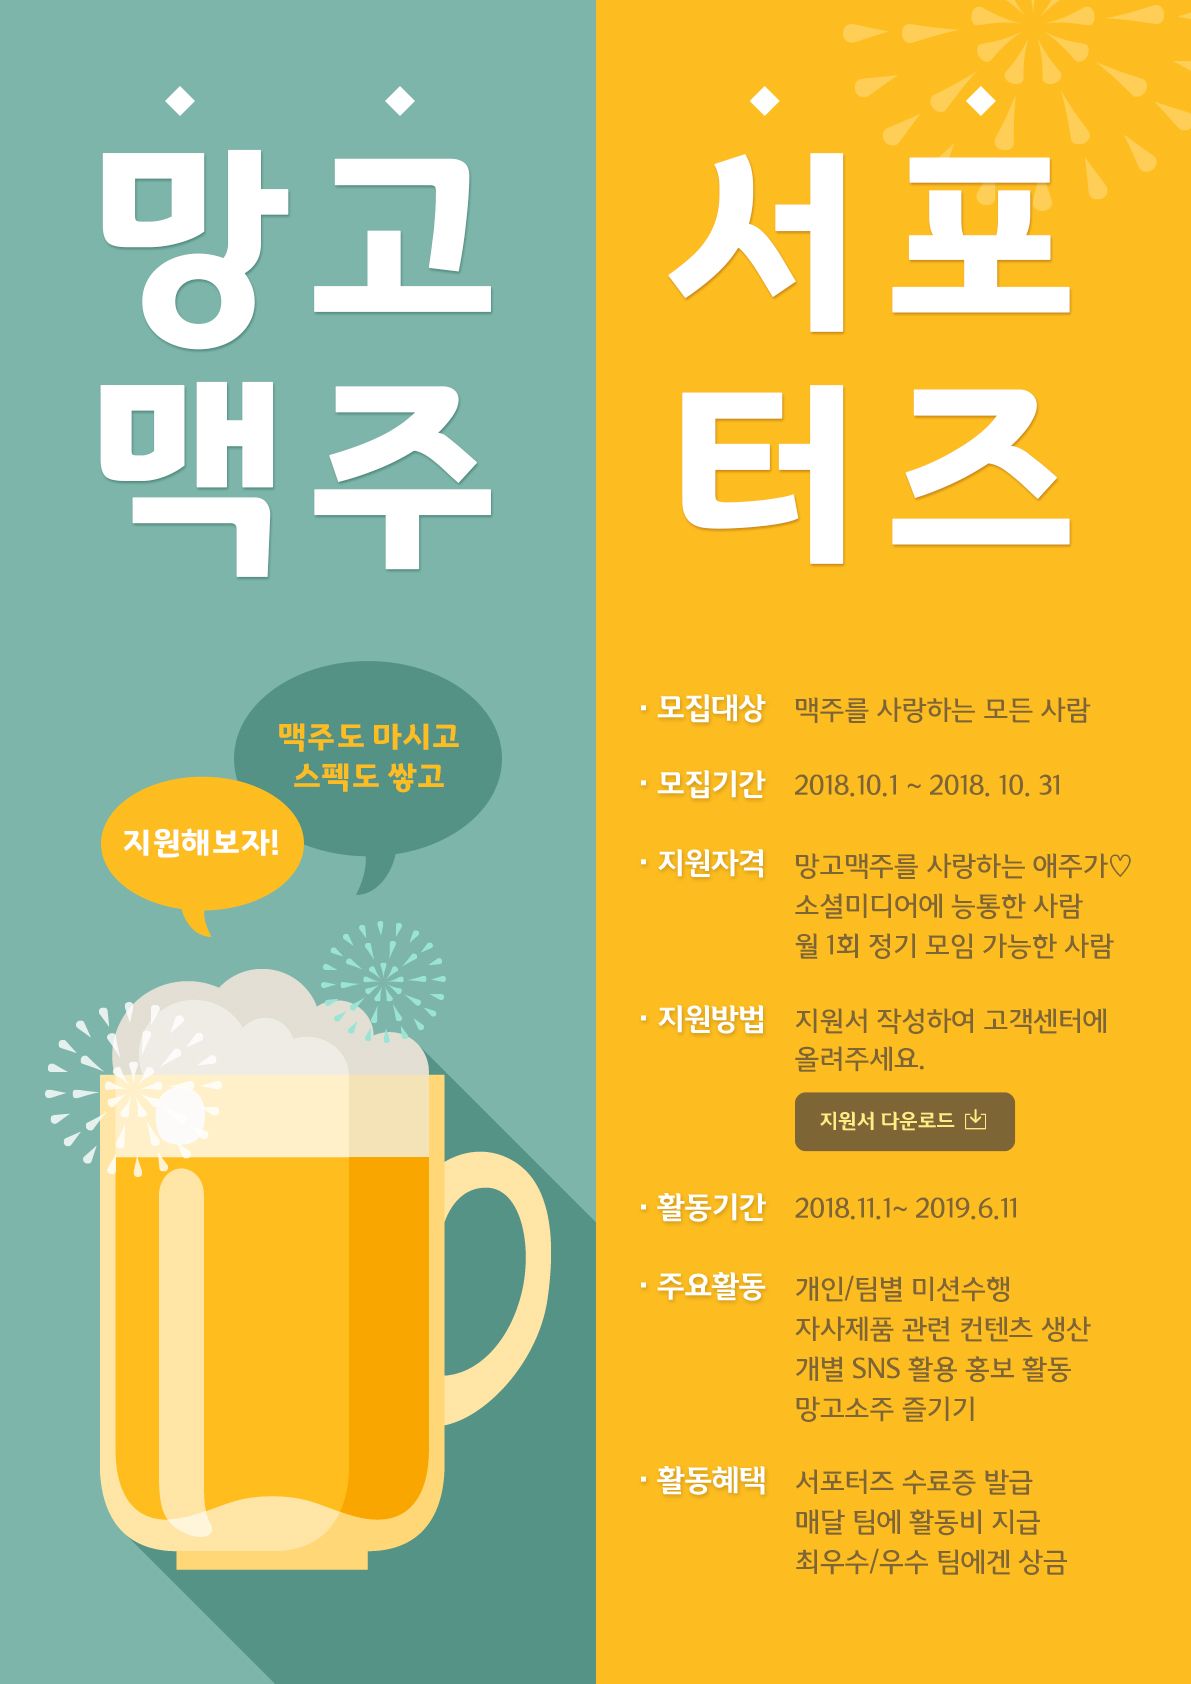 망고
맥주
서포
터즈
맥주도 마시고
스펙도 쌓고
지원해보자!
· 모집대상 맥주를 사랑하는 모든 사람
· 모집기간 2018.10.1 ~ 2018. 10. 31
· 지원자격 망고맥주를 사랑하는 애주가♡
소셜미디어에 능통한 사람
월 1회 정기 모임 가능한 사람
· 지원방법 지원서 작성하여 고객센터에
올려주세요.
지원서 다운로드
· 활동기간 2018.11.1~ 2019.6.11
· 주요활동 개인/팀별 미션수행
자사제품 관련 컨텐츠 생산
개별 SNS 활용 홍보 활동
망고소주 즐기기
· 활동혜택 서포터즈 수료증 발급
매달 팀에 활동비 지급
최우수/우수 팀에겐 상금